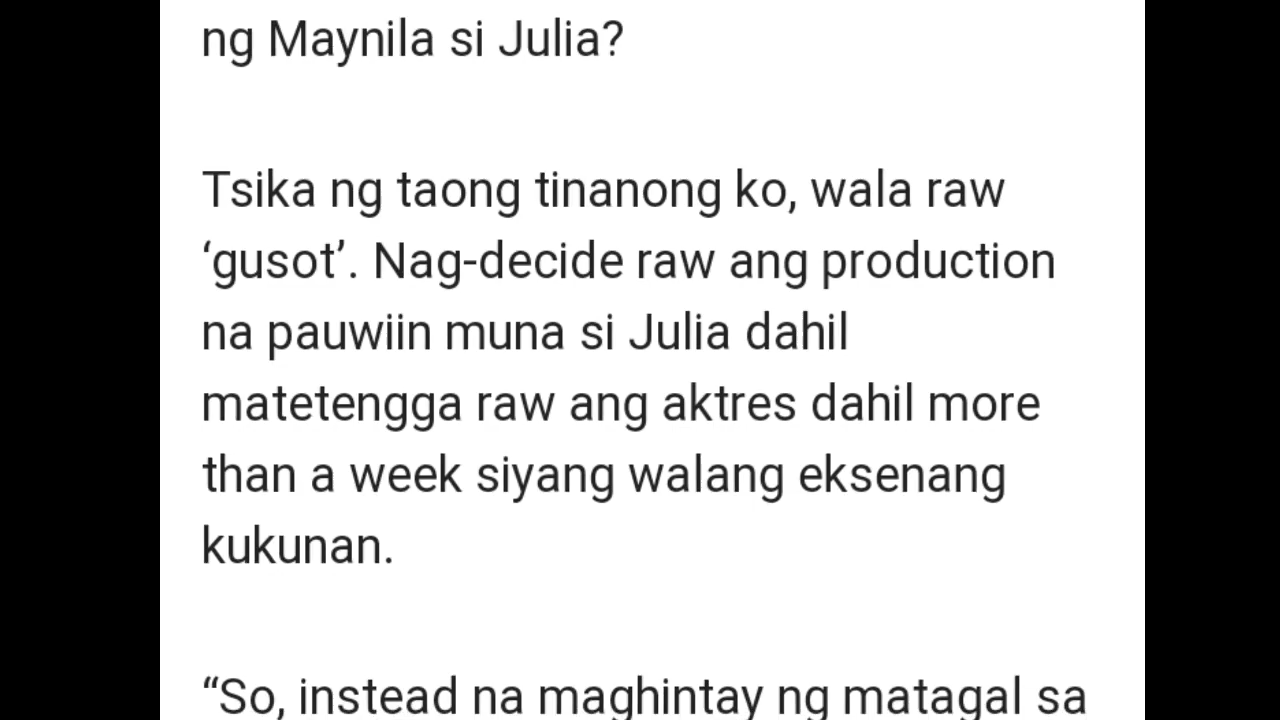 ng Maynila si Julia?
Tsika ng taong tinanong ko, wala raw
‘gusot’. Nag-decide raw ang production
na pauwiin muna si Julia dahil
matetengga raw ang aktres dahil more
than a week siyang walang eksenang
kukunan.
“So, instead na maghintay ng matagal sa